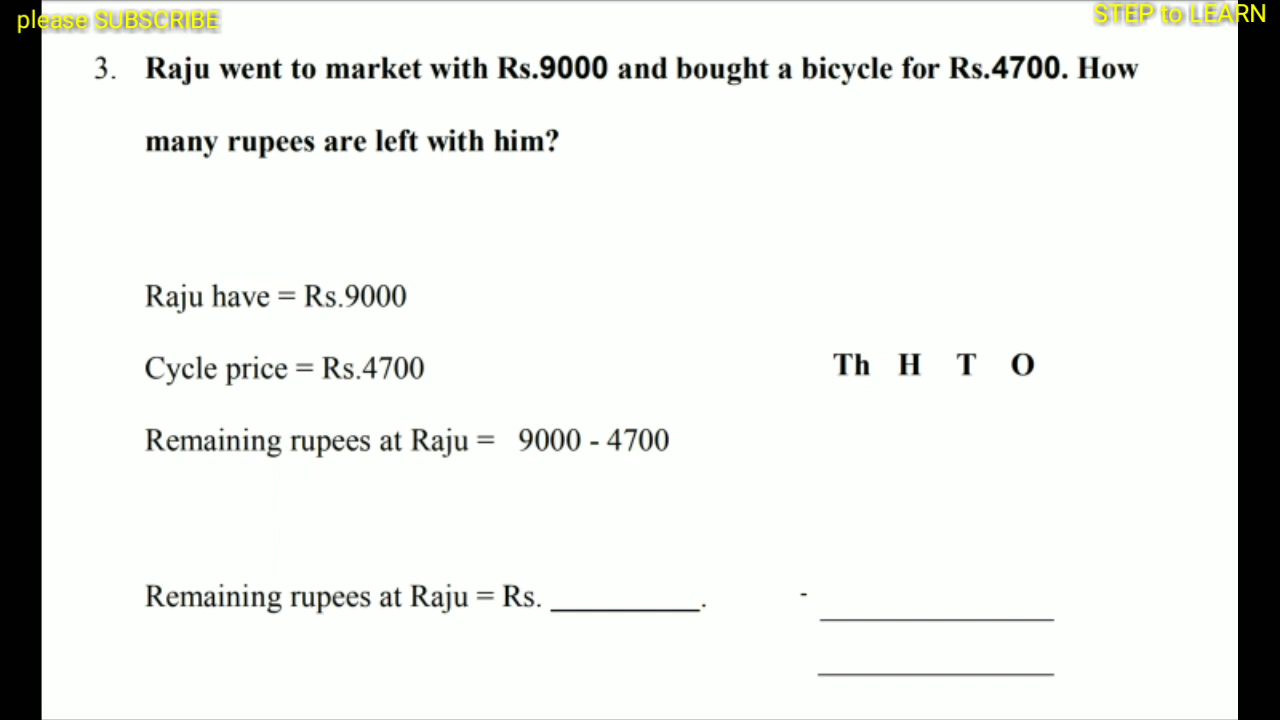 please SUBSCRIBE
STEP to LEARN
3. Raju went to market with Rs.9000 and bought a bicycle for Rs.4700. How
many rupees are left with him?
Raju have = Rs.9000
Cycle price = Rs.4700
Th H T O
Remaining rupees at Raju = 9000 - 4700
Remaining rupees at Raju = Rs. __________.
-